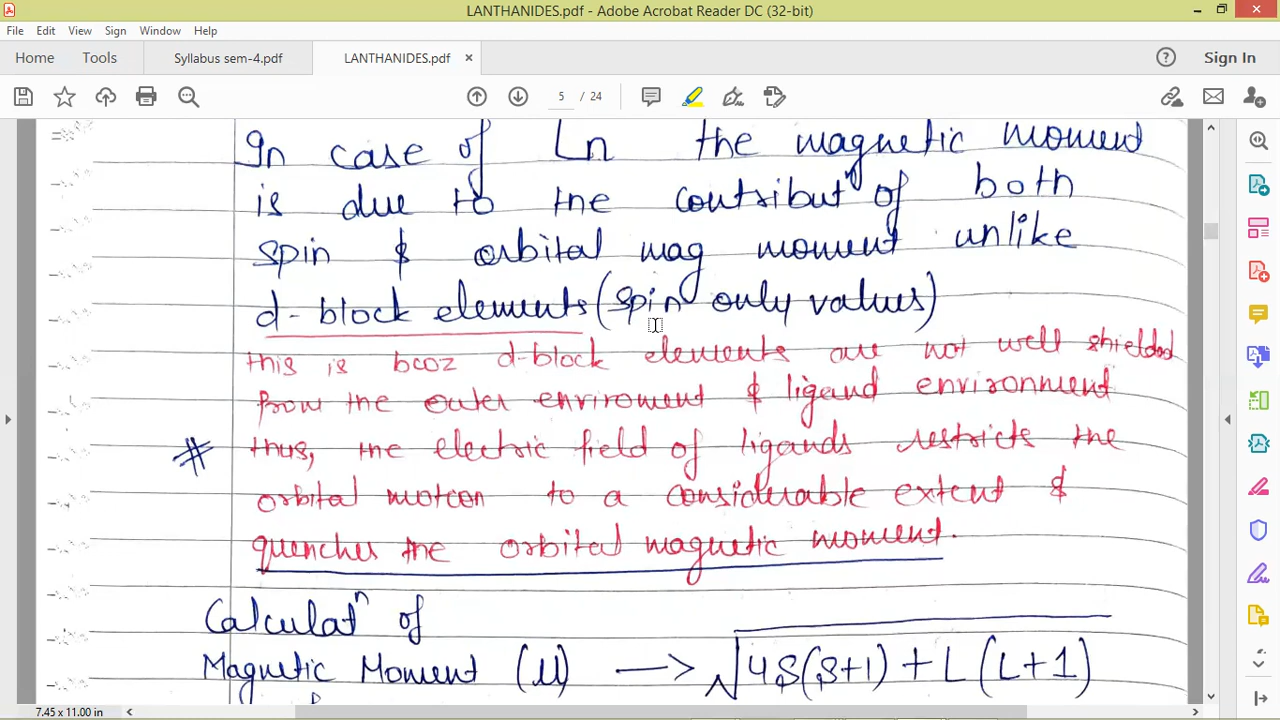 LANTHANIDES.pdf - Adobe Acrobat Reader DC (32-bit)
File Edit View Sign Window Help
Home Tools Syllabus sem-4.pdf LANTHANIDES.pdf × Sign In
5 / 24
In case of Ln the magnetic moment
is due to the contributⁿ of both
spin & orbital mag moment unlike
d-block elements (spin only values)
this is bcoz d-block elements are not well shielded
from the outer enviroment & ligand environment
# thus, the electric field of ligands restricts the
orbital motion to a considerable extent &
quenches the orbital magnetic moment.
Calculatⁿ of
Magnetic Moment (μ) → √4S(S+1) + L(L+1)
7.45 x 11.00 in